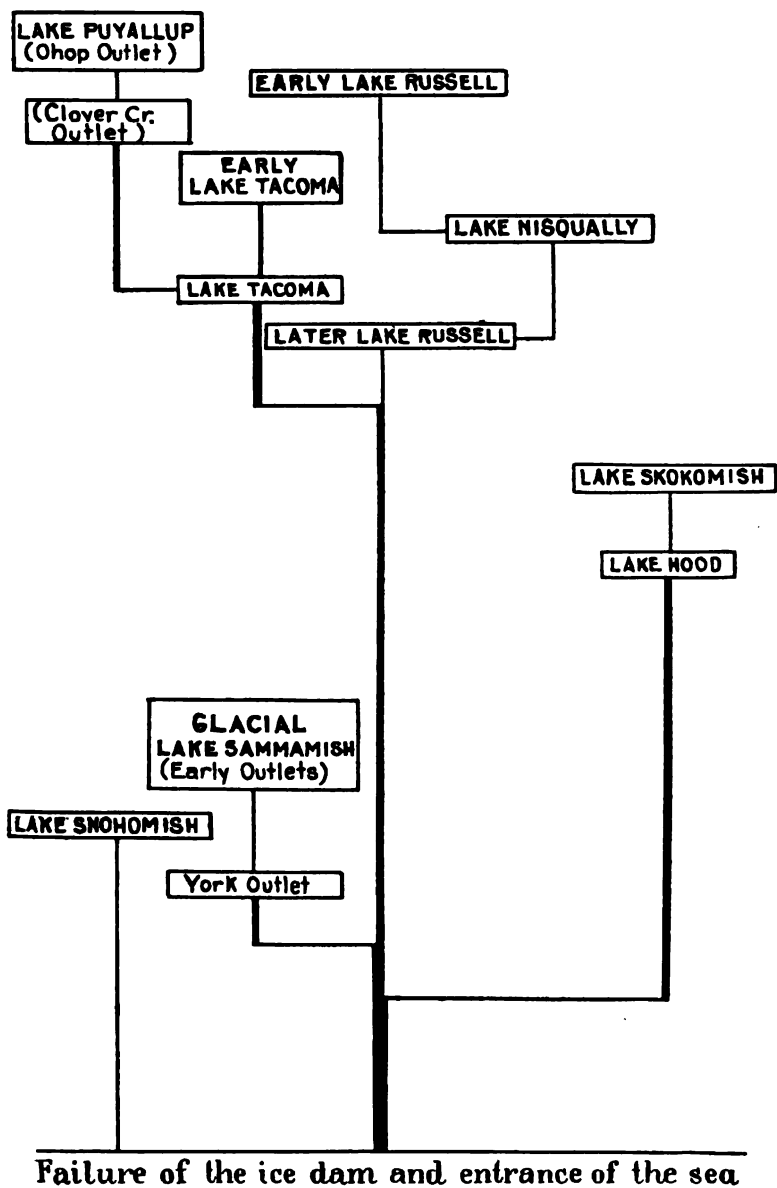 LAKE PUYALLUP
(Ohop Outlet)
EARLY LAKE RUSSELL
(Clover Cr.
Outlet)
EARLY
LAKE TACOMA
LAKE NISQUALLY
LAKE TACOMA
LATER LAKE RUSSELL
LAKE SKOKOMISH
LAKE HOOD
GLACIAL
LAKE SAMMAMISH
(Early Outlets)
LAKE SNOHOMISH
York Outlet
Failure of the ice dam and entrance of the sea